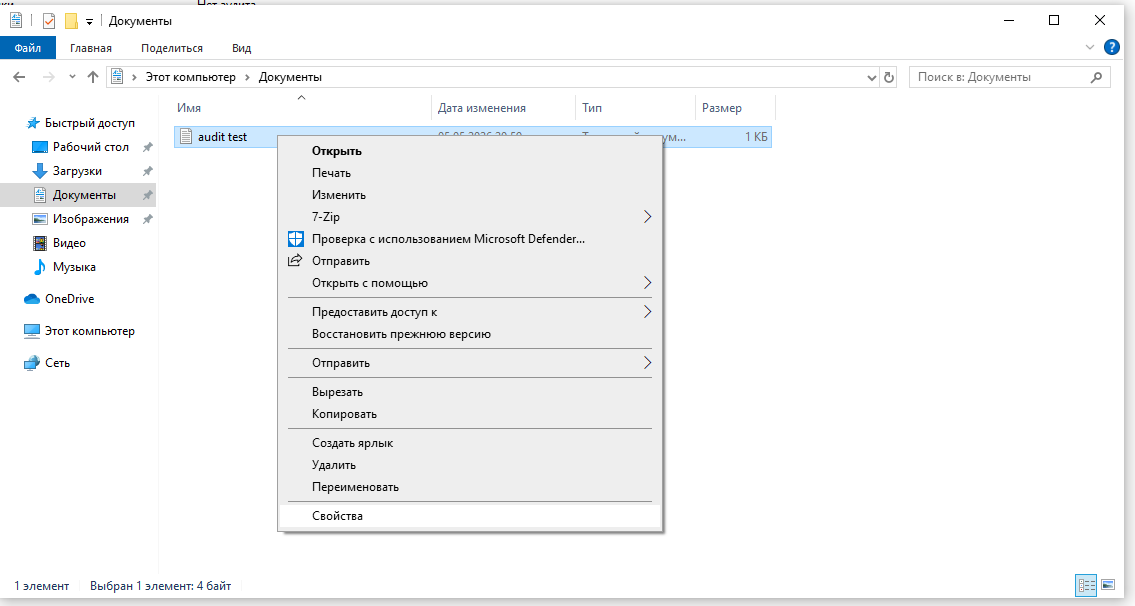 Документы
Файл Главная Поделиться Вид
Этот компьютер Документы Поиск в: Документы
Имя Дата изменения Тип Размер
Быстрый доступ
Рабочий стол
Загрузки
Документы
Изображения
Видео
Музыка
OneDrive
Этот компьютер
Сеть
audit test 1 КБ
Открыть
Печать
Изменить
7-Zip
Проверка с использованием Microsoft Defender...
Отправить
Открыть с помощью
Предоставить доступ к
Восстановить прежнюю версию
Отправить
Вырезать
Копировать
Создать ярлык
Удалить
Переименовать
Свойства
1 элемент Выбран 1 элемент: 4 байт